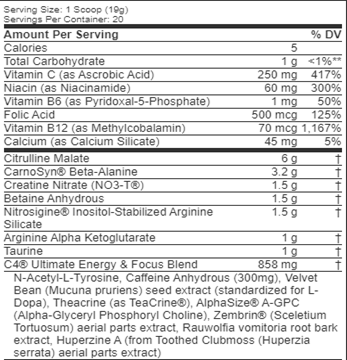 Serving Size: 1 Scoop (19g)
Servings Per Container: 20
Amount Per Serving % DV
Calories 5
Total Carbohydrate 1 g <1%**
Vitamin C (as Ascorbic Acid) 250 mg 417%
Niacin (as Niacinamide) 60 mg 300%
Vitamin B6 (as Pyridoxal-5-Phosphate) 1 mg 50%
Folic Acid 500 mcg 125%
Vitamin B12 (as Methylcobalamin) 70 mcg 1,167%
Calcium (as Calcium Silicate) 45 mg 5%
Citrulline Malate 6 g †
CarnoSyn® Beta-Alanine 3.2 g †
Creatine Nitrate (NO3-T®) 1.5 g †
Betaine Anhydrous 1.5 g †
Nitrosigine® Inositol-Stabilized Arginine 1.5 g †
Silicate
Arginine Alpha Ketoglutarate 1 g †
Taurine 1 g †
C4® Ultimate Energy & Focus Blend 858 mg †
N-Acetyl-L-Tyrosine, Caffeine Anhydrous (300mg), Velvet
Bean (Mucuna pruriens) seed extract (standardized for L-
Dopa), Theacrine (as TeaCrine®), AlphaSize® A-GPC
(Alpha-Glyceryl Phosphoryl Choline), Zembrin® (Sceletium
Tortuosum) aerial parts extract, Rauwolfia vomitoria root bark
extract, Huperzine A (from Toothed Clubmoss (Huperzia
serrata) aerial parts extract)